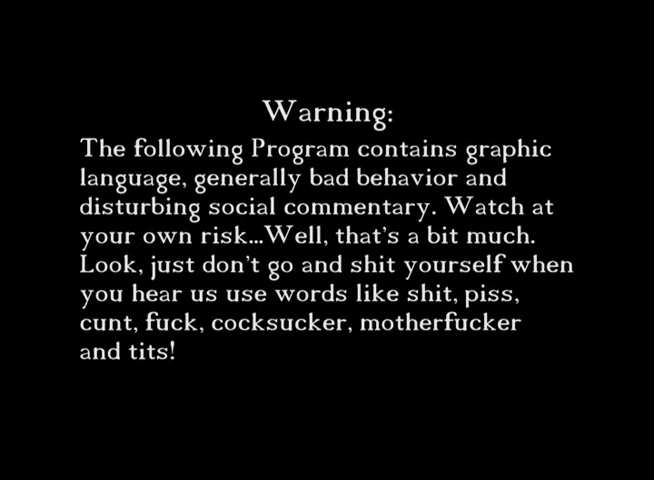 Warning:
The following Program contains graphic
language, generally bad behavior and
disturbing social commentary. Watch at
your own risk...Well, that's a bit much.
Look, just don't go and shit yourself when
you hear us use words like shit, piss,
cunt, fuck, cocksucker, motherfucker
and tits!